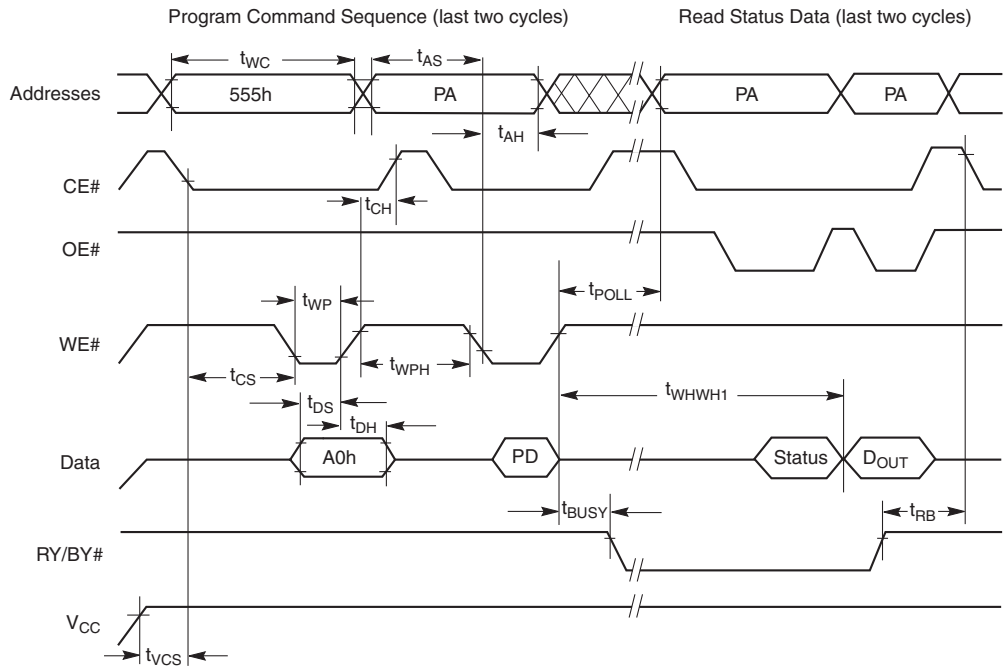 Program Command Sequence (last two cycles)
Read Status Data (last two cycles)
tWC
tAS
Addresses
555h
PA
PA
PA
tAH
CE#
tCH
OE#
tPOLL
tWP
WE#
tWPH
tCS
tWHWH1
tDS
tDH
Data
A0h
PD
Status
DOUT
tBUSY
tRB
RY/BY#
VCC
tVCS